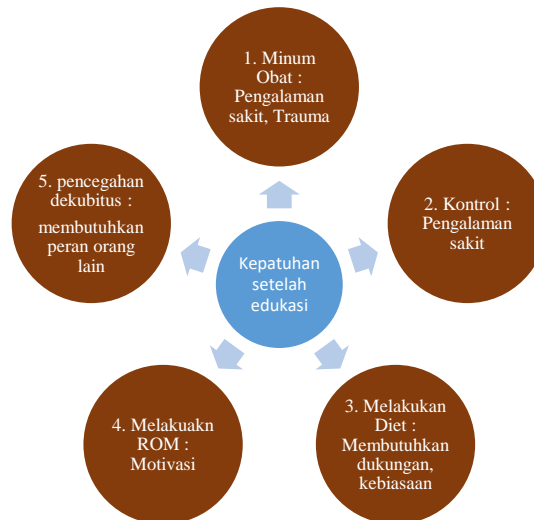 1. Minum
Obat :
Pengalaman
sakit, Trauma
5. pencegahan
dekubitus :
membutuhkan
peran orang
lain
2. Kontrol :
Pengalaman
sakit
Kepatuhan
setelah
edukasi
4. Melakuakn
ROM :
Motivasi
3. Melakukan
Diet :
Membutuhkan
dukungan,
kebiasaan